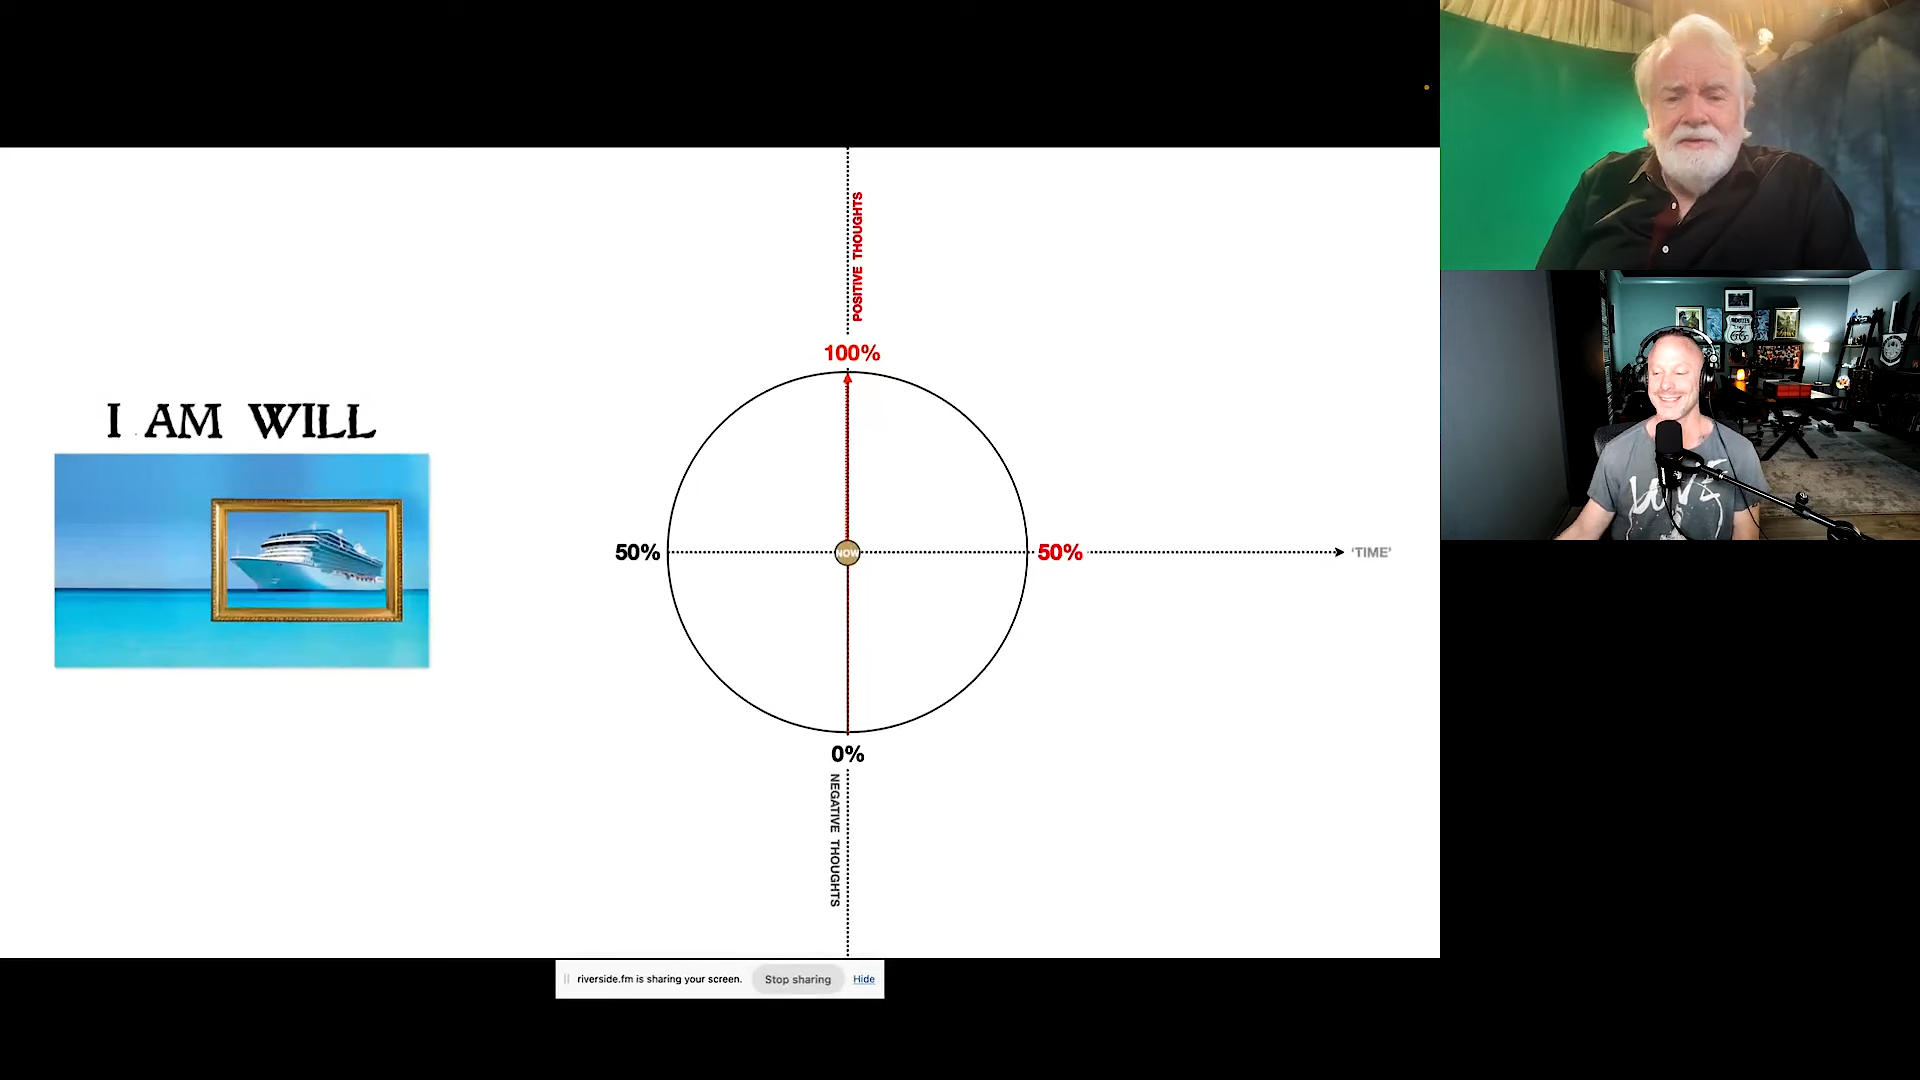 POSITIVE THOUGHTS
100%
I AM WILL
50%
NOW
50%
'TIME'
0%
NEGATIVE THOUGHTS
riverside.fm is sharing your screen.
Stop sharing
Hide
LOVE